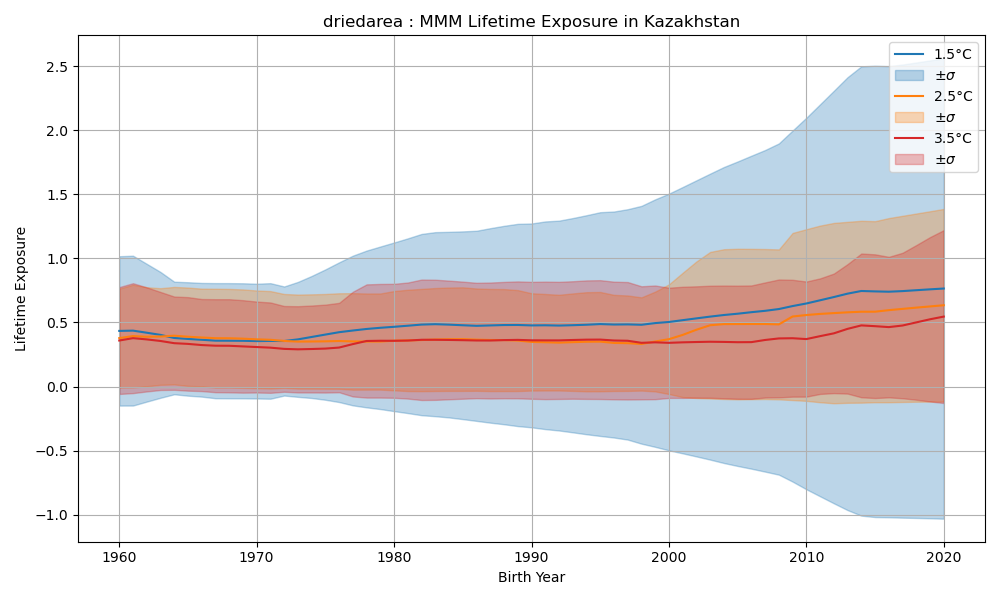 driedarea : MMM Lifetime Exposure in Kazakhstan
Lifetime Exposure
2.5
2.0
1.5
1.0
0.5
0.0
−0.5
−1.0
1.5°C
±σ
2.5°C
±σ
3.5°C
±σ
1960 1970 1980 1990 2000 2010 2020
Birth Year